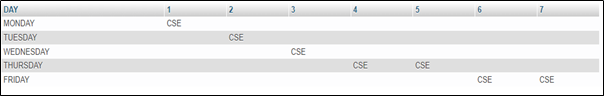 DAY 1 2 3 4 5 6 7
MONDAY CSE
TUESDAY CSE
WEDNESDAY CSE
THURSDAY CSE CSE
FRIDAY CSE CSE